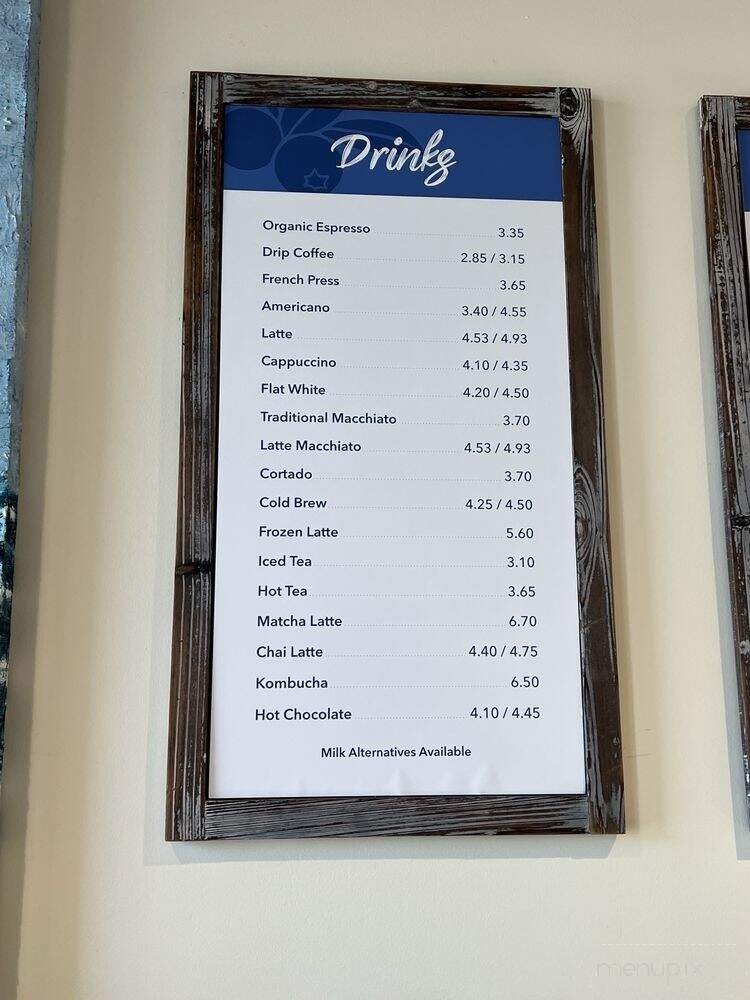 Drinks
Organic Espresso 3.35
Drip Coffee 2.85 / 3.15
French Press 3.65
Americano 3.40 / 4.55
Latte 4.53 / 4.93
Cappuccino 4.10 / 4.35
Flat White 4.20 / 4.50
Traditional Macchiato 3.70
Latte Macchiato 4.53 / 4.93
Cortado 3.70
Cold Brew 4.25 / 4.50
Frozen Latte 5.60
Iced Tea 3.10
Hot Tea 3.65
Matcha Latte 6.70
Chai Latte 4.40 / 4.75
Kombucha 6.50
Hot Chocolate 4.10 / 4.45
Milk Alternatives Available
menupix